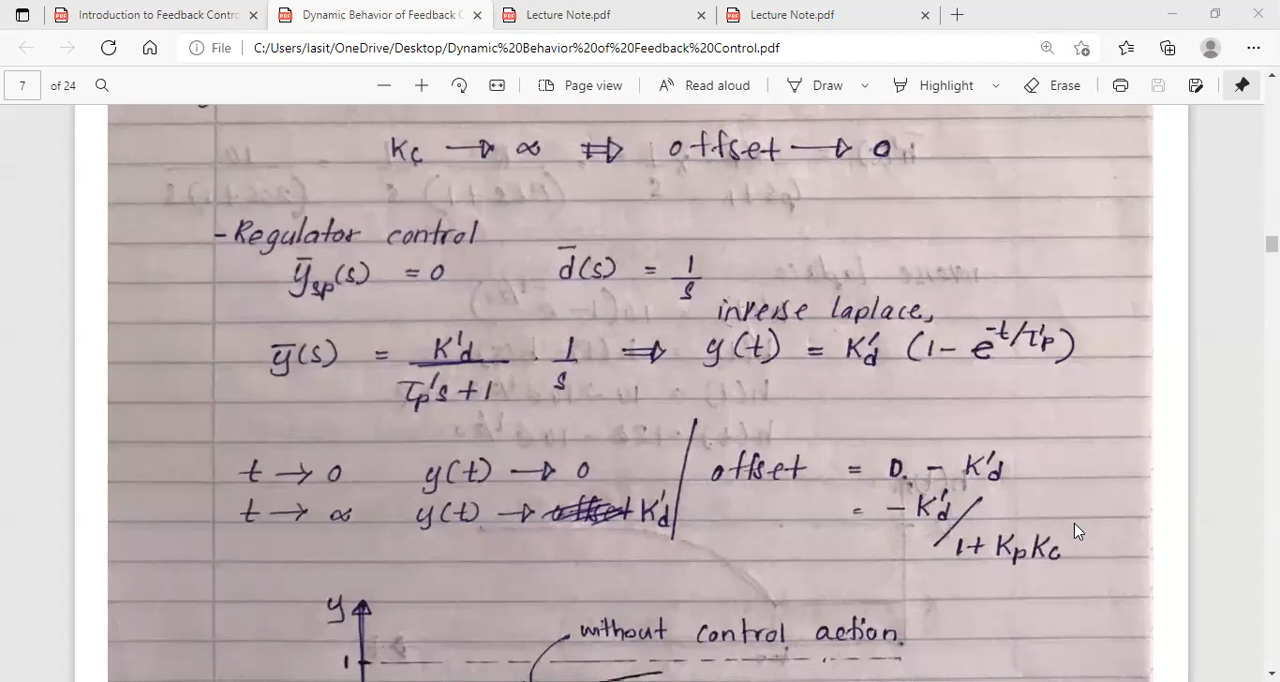 Introduction to Feedback Contro
Dynamic Behavior of Feedback C
Lecture Note.pdf
Lecture Note.pdf
File
C:/Users/lasit/OneDrive/Desktop/Dynamic%20Behavior%20of%20Feedback%20Control.pdf
7 of 24
Page view
Read aloud
Draw
Highlight
Erase
Kc → ∞ ⇒ offset → 0
- Regulator control
ȳsp(s) = 0 d̄(s) = 1/s
inverse laplace,
ȳ(s) = K'd / (τp's + 1) · 1/s ⇒ y(t) = K'd (1 - e^(-t/τ'p))
t → 0 y(t) → 0 offset = 0 - K'd
t → ∞ y(t) → K'd = - K'd / 1 + KpKc
y
without control action.
1